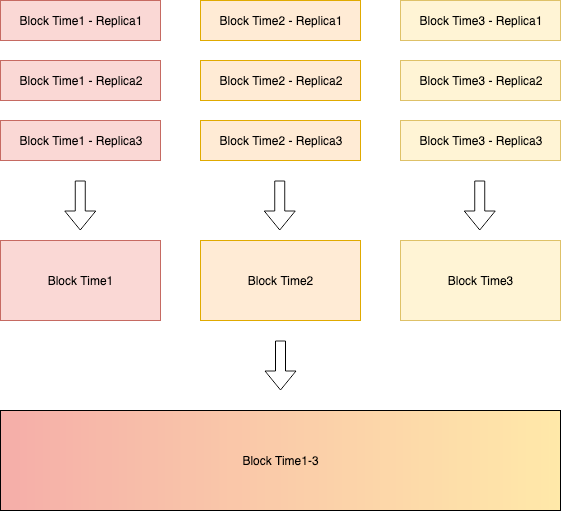 Block Time1 - Replica1
Block Time2 - Replica1
Block Time3 - Replica1
Block Time1 - Replica2
Block Time2 - Replica2
Block Time3 - Replica2
Block Time1 - Replica3
Block Time2 - Replica3
Block Time3 - Replica3
Block Time1
Block Time2
Block Time3
Block Time1-3